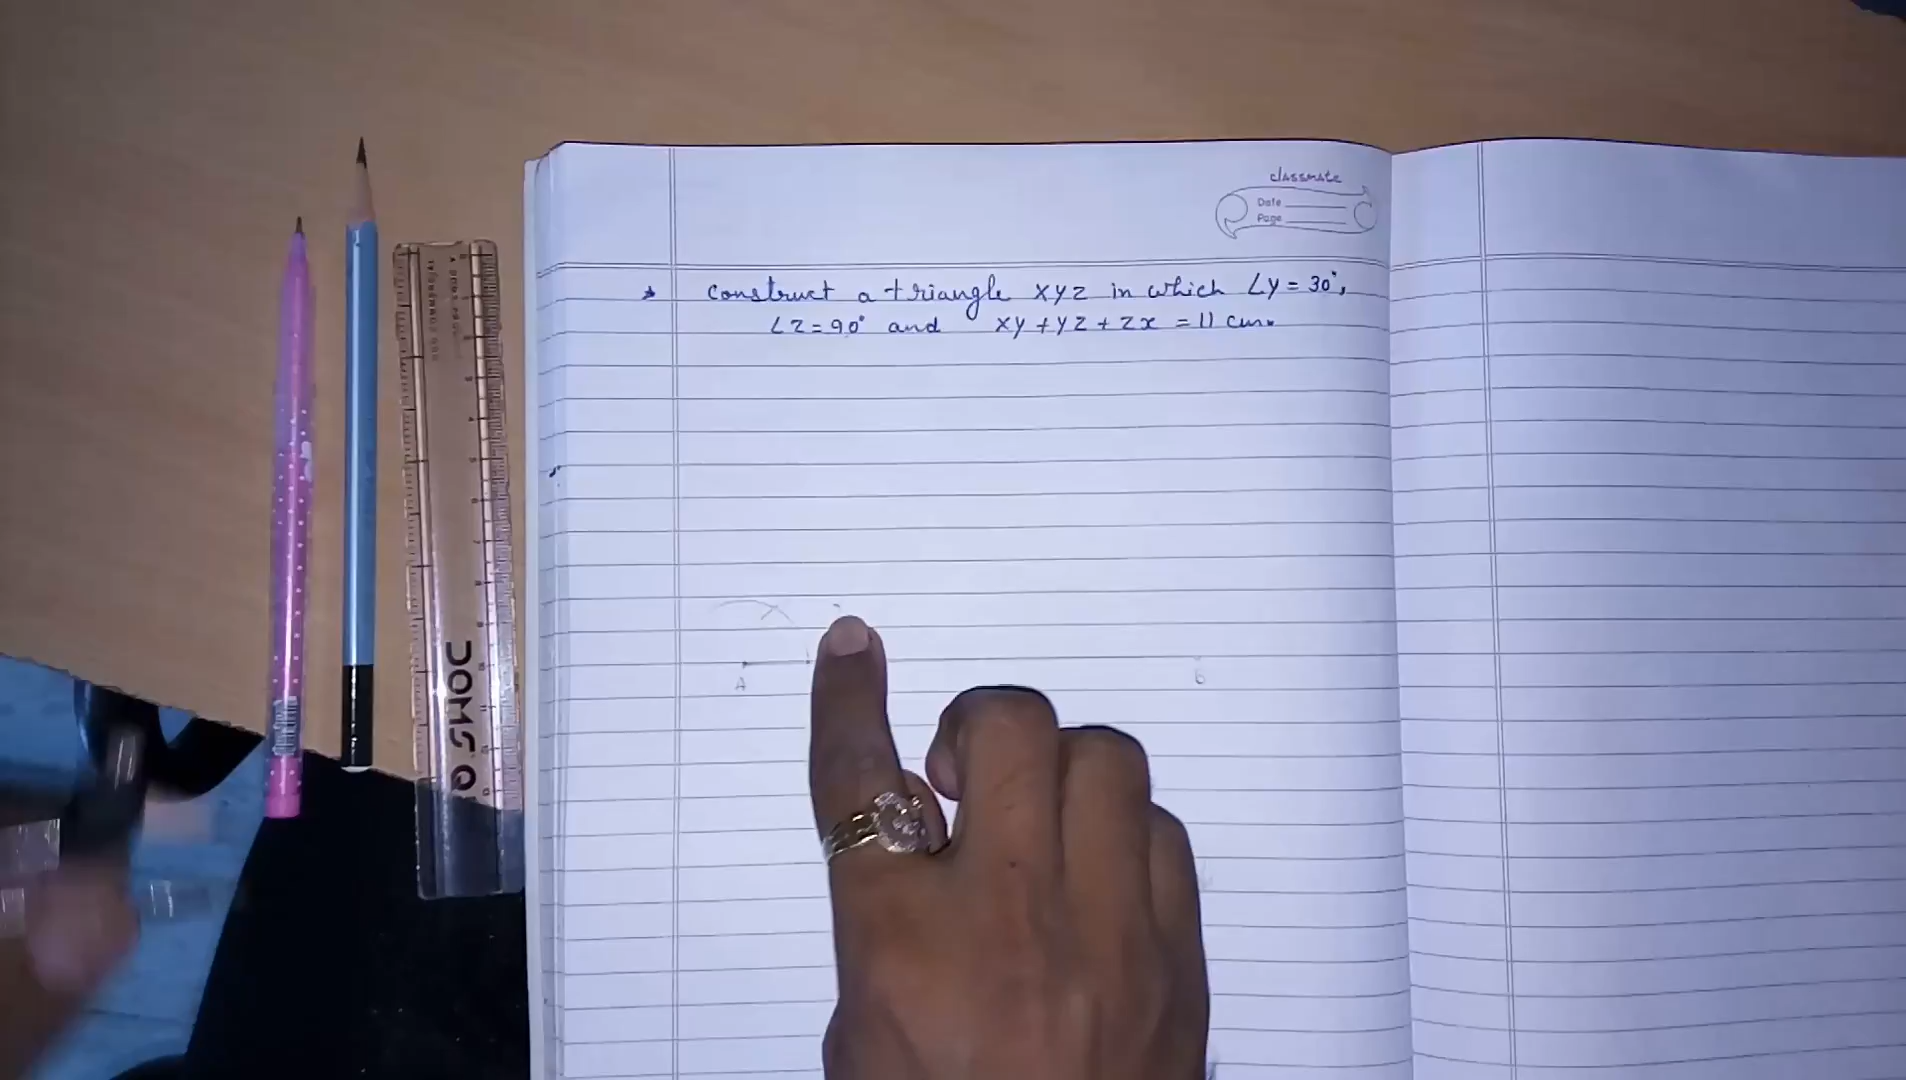 classmate
Date
Page
* Construct a triangle XYZ in which ∠Y = 30°,
∠Z = 90° and XY + YZ + ZX = 11 cm.
A
B
DOMS Q